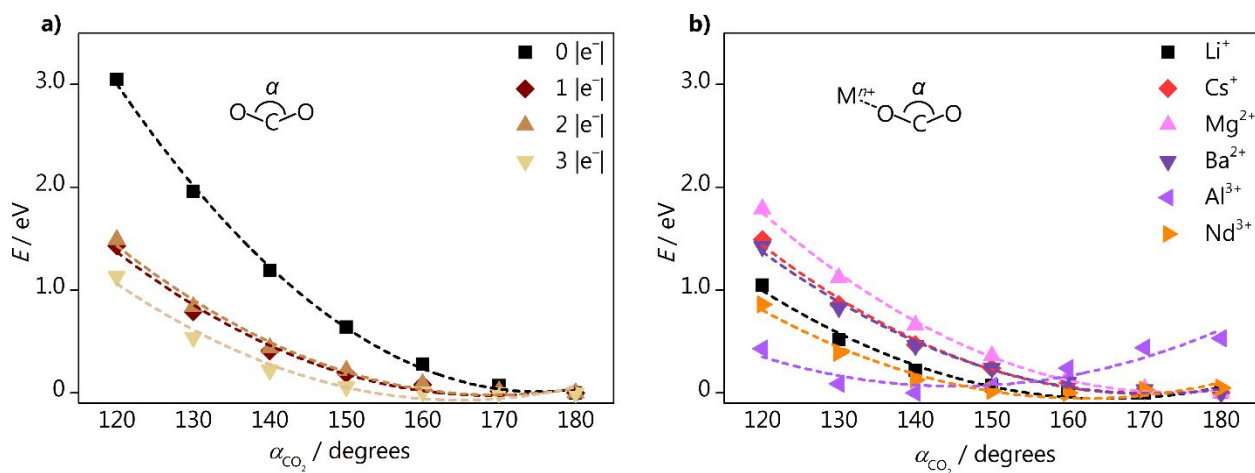 a)
0 |e⁻|
1 |e⁻|
2 |e⁻|
3 |e⁻|
α
O C O
E / eV
3.0
2.0
1.0
0
120 130 140 150 160 170 180
α_CO₂ / degrees
b)
Li⁺
Cs⁺
Mg²⁺
Ba²⁺
Al³⁺
Nd³⁺
α
Mⁿ⁺ O C O
E / eV
3.0
2.0
1.0
0
120 130 140 150 160 170 180
α_CO₂ / degrees